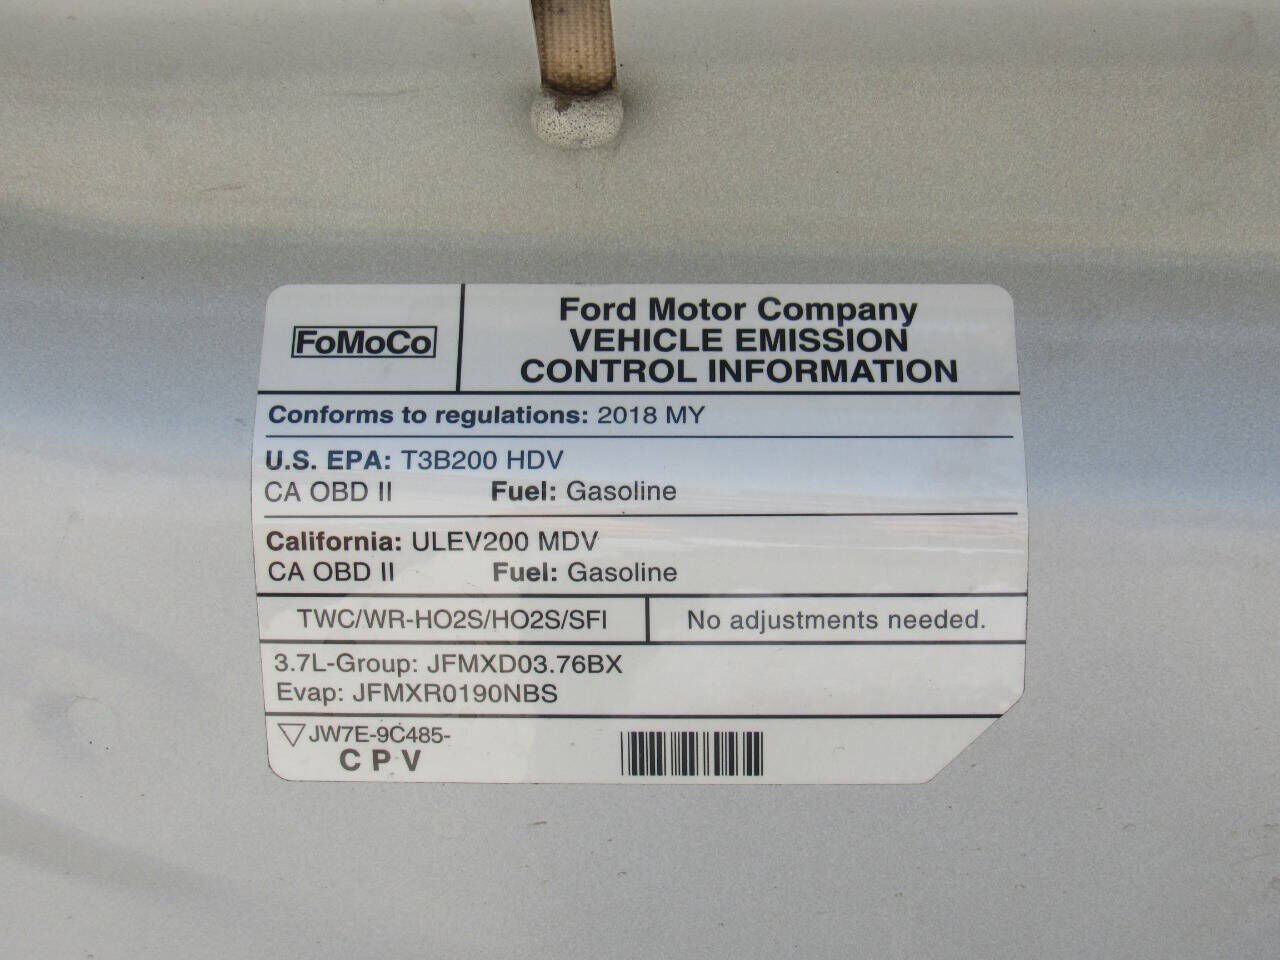 FoMoCo
Ford Motor Company
VEHICLE EMISSION
CONTROL INFORMATION
Conforms to regulations: 2018 MY
U.S. EPA: T3B200 HDV
CA OBD II Fuel: Gasoline
California: ULEV200 MDV
CA OBD II Fuel: Gasoline
TWC/WR-HO2S/HO2S/SFI No adjustments needed.
3.7L-Group: JFMXD03.76BX
Evap: JFMXR0190NBS
JW7E-9C485-
C P V